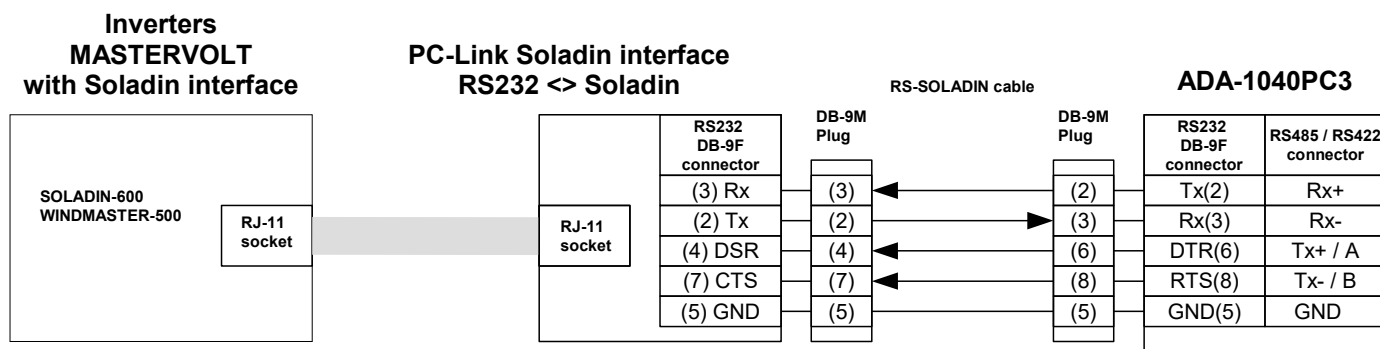 Inverters
MASTERVOLT
with Soladin interface
PC-Link Soladin interface
RS232 <> Soladin
RS-SOLADIN cable
ADA-1040PC3
SOLADIN-600
WINDMASTER-500
RJ-11
socket
RJ-11
socket
RS232
DB-9F
connector
(3) Rx
(2) Tx
(4) DSR
(7) CTS
(5) GND
DB-9M
Plug
(3)
(2)
(4)
(7)
(5)
DB-9M
Plug
(2)
(3)
(6)
(8)
(5)
RS232
DB-9F
connector
Tx(2)
Rx(3)
DTR(6)
RTS(8)
GND(5)
RS485 / RS422
connector
Rx+
Rx-
Tx+ / A
Tx- / B
GND